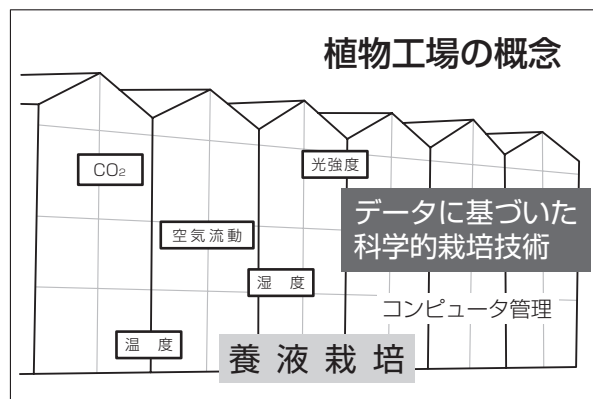 植物工場の概念
CO₂
光強度
データに基づいた
科学的栽培技術
空気流動
湿 度
コンピュータ管理
温 度
養液栽培